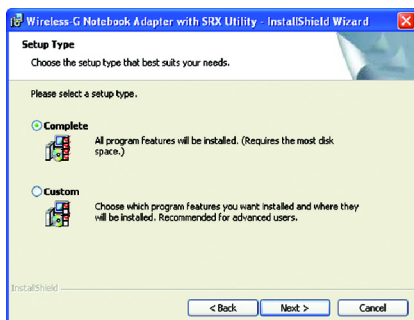 Wireless-G Notebook Adapter with SRX Utility - InstallShield Wizard
Setup Type
Choose the setup type that best suits your needs.
Please select a setup type.
Complete
All program features will be installed. (Requires the most disk
space.)
Custom
Choose which program features you want installed and where they
will be installed. Recommended for advanced users.
InstallShield
< Back
Next >
Cancel